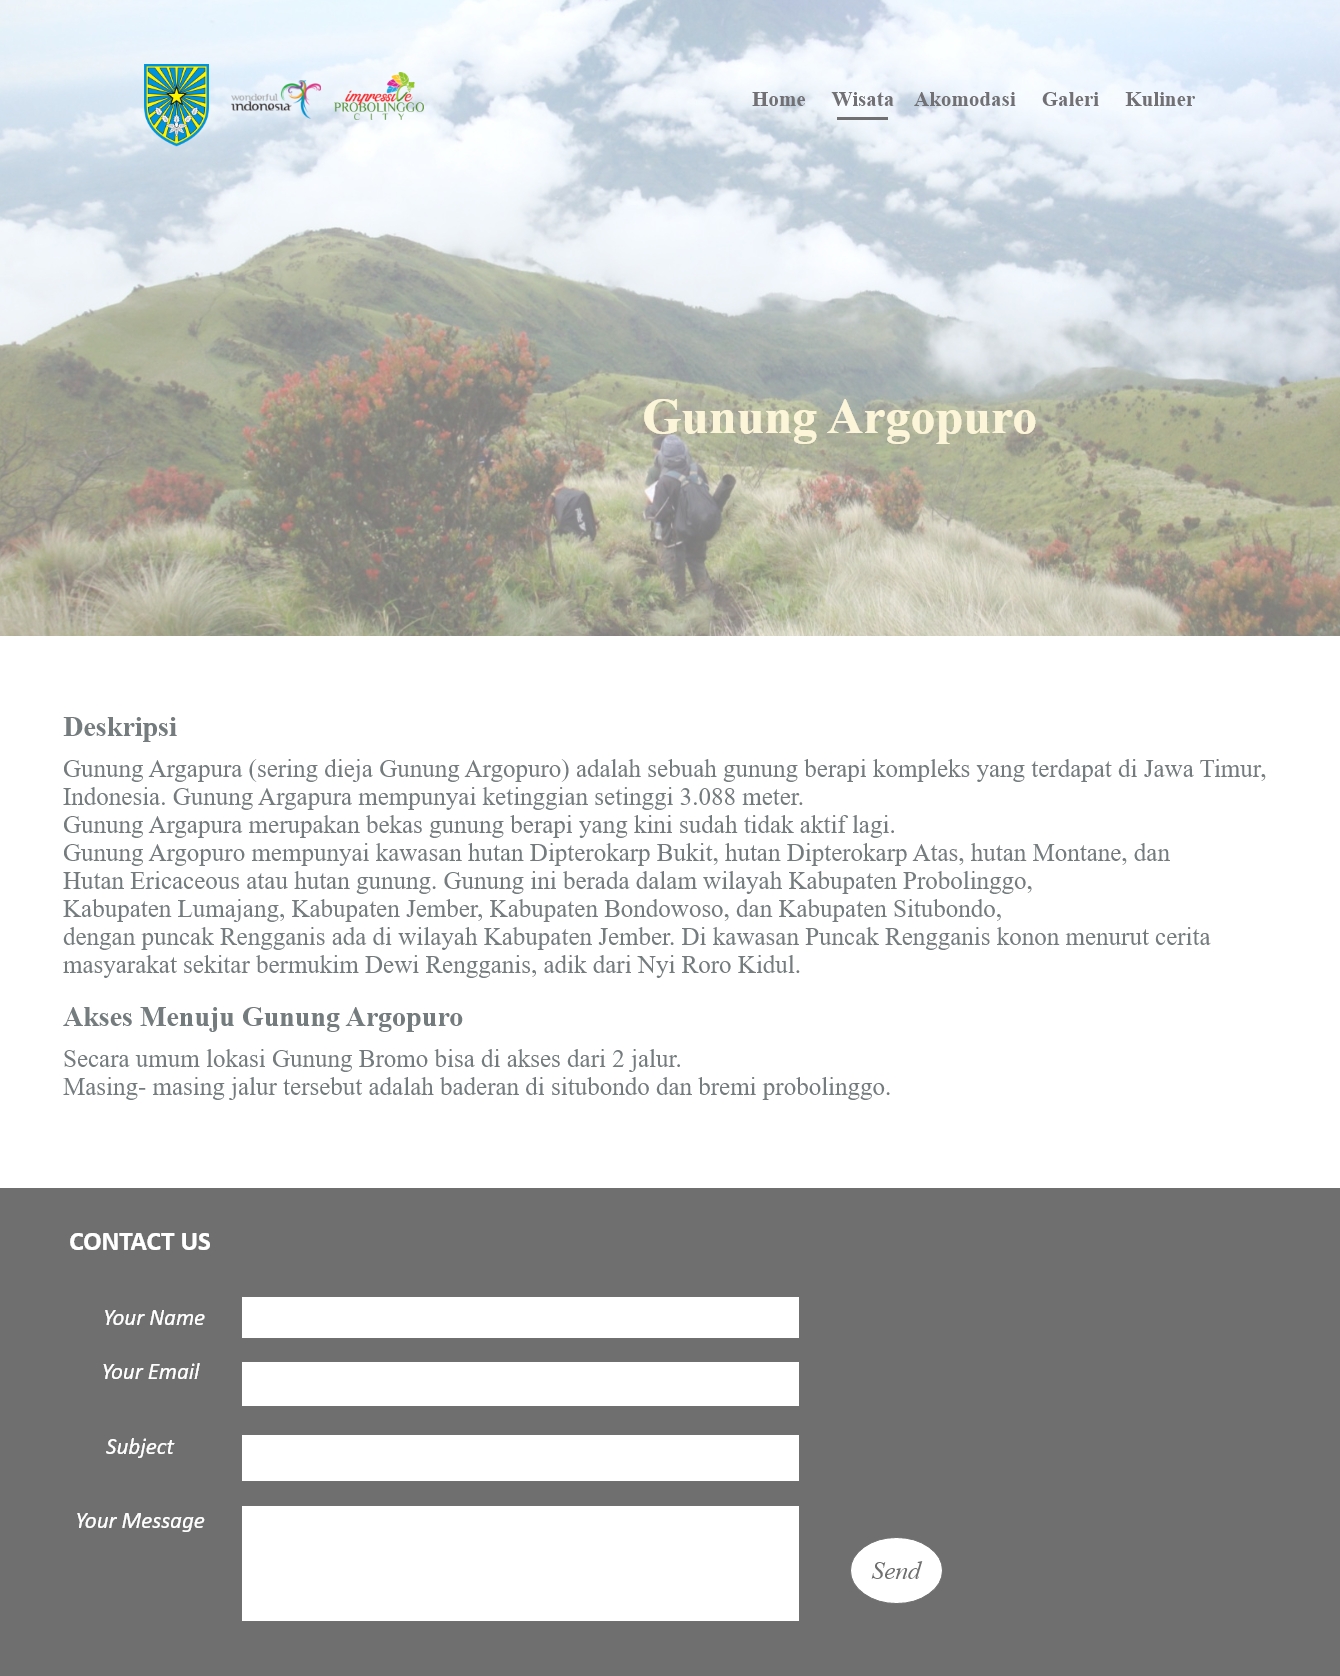 wonderful
indonesia
impressive
PROBOLINGGO
CITY
Home Wisata Akomodasi Galeri Kuliner
Gunung Argopuro
Deskripsi
Gunung Argapura (sering dieja Gunung Argopuro) adalah sebuah gunung berapi kompleks yang terdapat di Jawa Timur,
Indonesia. Gunung Argapura mempunyai ketinggian setinggi 3.088 meter.
Gunung Argapura merupakan bekas gunung berapi yang kini sudah tidak aktif lagi.
Gunung Argopuro mempunyai kawasan hutan Dipterokarp Bukit, hutan Dipterokarp Atas, hutan Montane, dan
Hutan Ericaceous atau hutan gunung. Gunung ini berada dalam wilayah Kabupaten Probolinggo,
Kabupaten Lumajang, Kabupaten Jember, Kabupaten Bondowoso, dan Kabupaten Situbondo,
dengan puncak Rengganis ada di wilayah Kabupaten Jember. Di kawasan Puncak Rengganis konon menurut cerita
masyarakat sekitar bermukim Dewi Rengganis, adik dari Nyi Roro Kidul.
Akses Menuju Gunung Argopuro
Secara umum lokasi Gunung Bromo bisa di akses dari 2 jalur.
Masing- masing jalur tersebut adalah baderan di situbondo dan bremi probolinggo.
CONTACT US
Your Name
Your Email
Subject
Your Message
Send